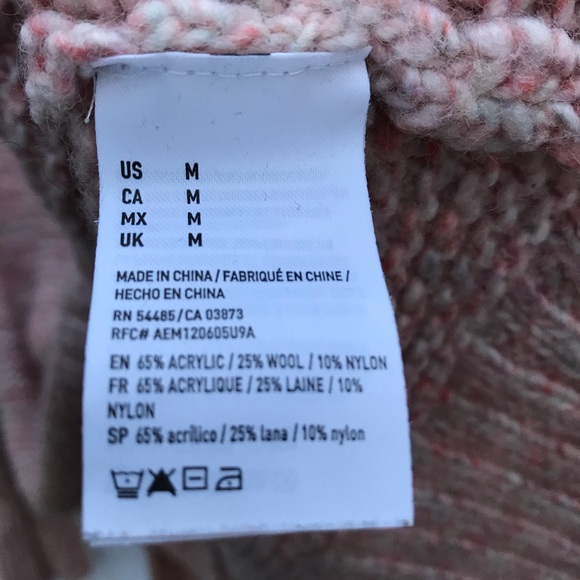 US M
CA M
MX M
UK M
MADE IN CHINA / FABRIQUÉ EN CHINE /
HECHO EN CHINA
RN 54485/CA 03873
RFC# AEM120605U9A
EN 65% ACRYLIC / 25% WOOL / 10% NYLON
FR 65% ACRYLIQUE / 25% LAINE / 10%
NYLON
SP 65% acrílico / 25% lana / 10% nylon